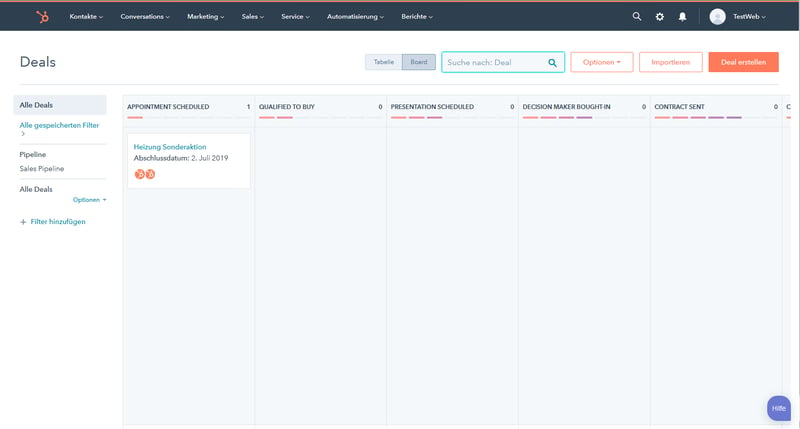 Kontakte Conversations Marketing Sales Service Automatisierung Berichte TestWeb
Deals Tabelle Board Suche nach: Deal Optionen Importieren Deal erstellen
Alle Deals
Alle gespeicherten Filter
Pipeline
Sales Pipeline
Alle Deals
Optionen
+ Filter hinzufügen
APPOINTMENT SCHEDULED 1 QUALIFIED TO BUY 0 PRESENTATION SCHEDULED 0 DECISION MAKER BOUGHT-IN 0 CONTRACT SENT 0 C
Heizung Sonderaktion
Abschlussdatum: 2. Juli 2019
Hilfe